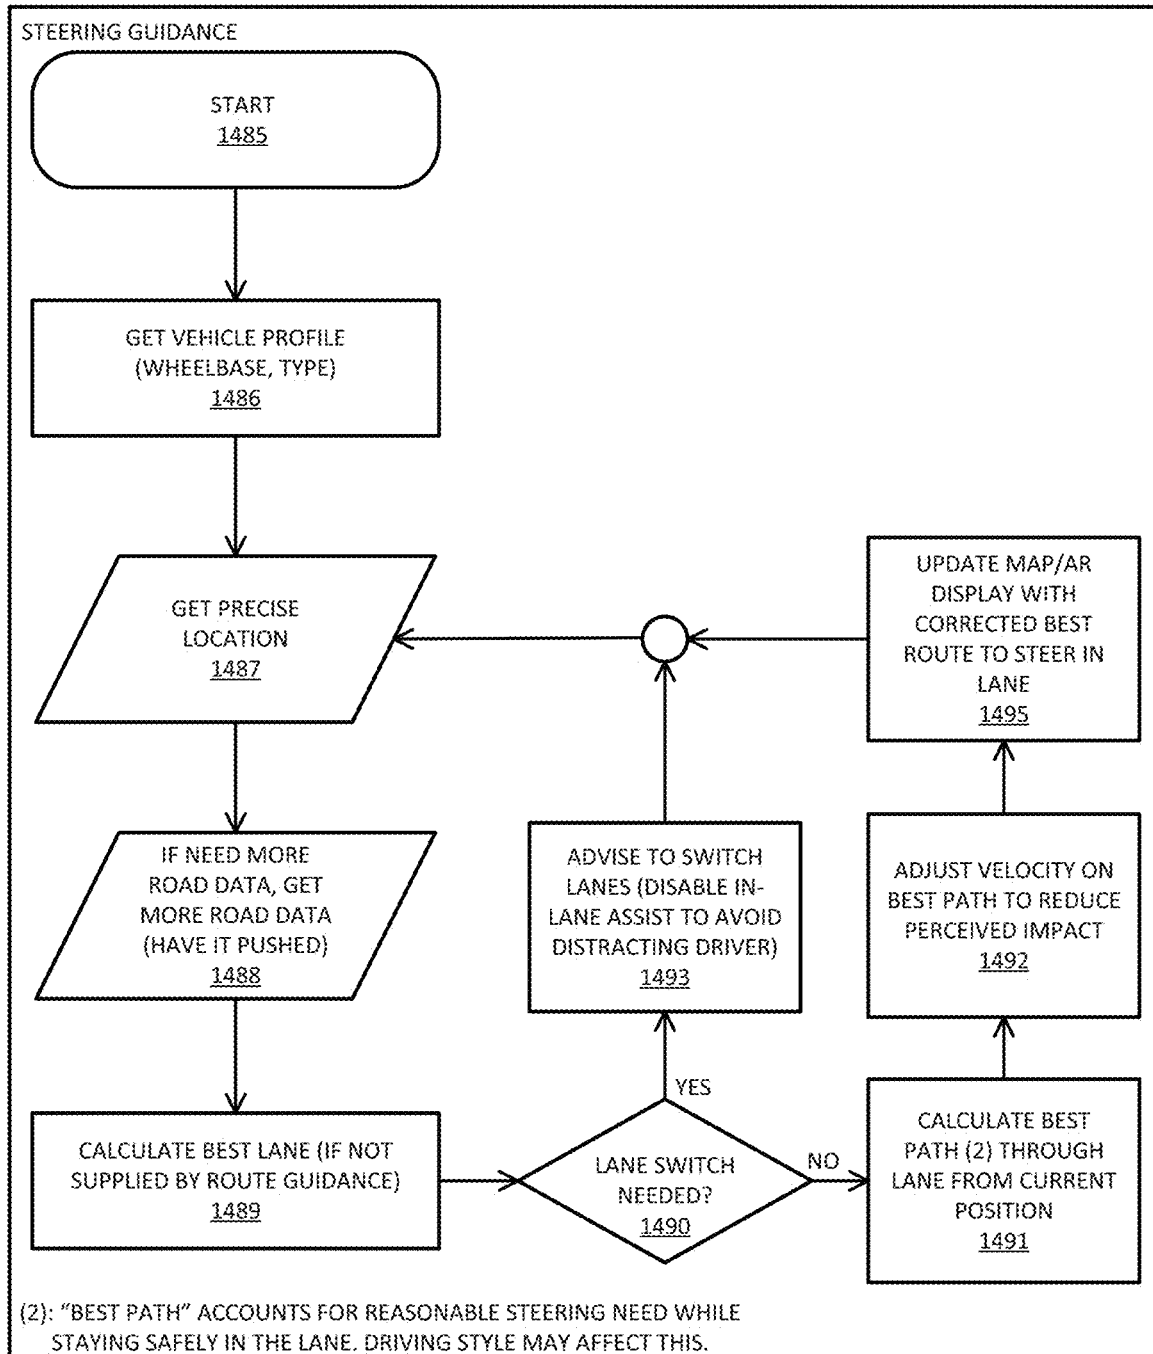 STEERING GUIDANCE
START
1485
GET VEHICLE PROFILE
(WHEELBASE, TYPE)
1486
GET PRECISE
LOCATION
1487
IF NEED MORE
ROAD DATA, GET
MORE ROAD DATA
(HAVE IT PUSHED)
1488
CALCULATE BEST LANE (IF NOT
SUPPLIED BY ROUTE GUIDANCE)
1489
LANE SWITCH
NEEDED?
1490
YES
ADVISE TO SWITCH
LANES (DISABLE IN-
LANE ASSIST TO AVOID
DISTRACTING DRIVER)
1493
NO
CALCULATE BEST
PATH (2) THROUGH
LANE FROM CURRENT
POSITION
1491
ADJUST VELOCITY ON
BEST PATH TO REDUCE
PERCEIVED IMPACT
1492
UPDATE MAP/AR
DISPLAY WITH
CORRECTED BEST
ROUTE TO STEER IN
LANE
1495
(2): "BEST PATH" ACCOUNTS FOR REASONABLE STEERING NEED WHILE
STAYING SAFELY IN THE LANE. DRIVING STYLE MAY AFFECT THIS.